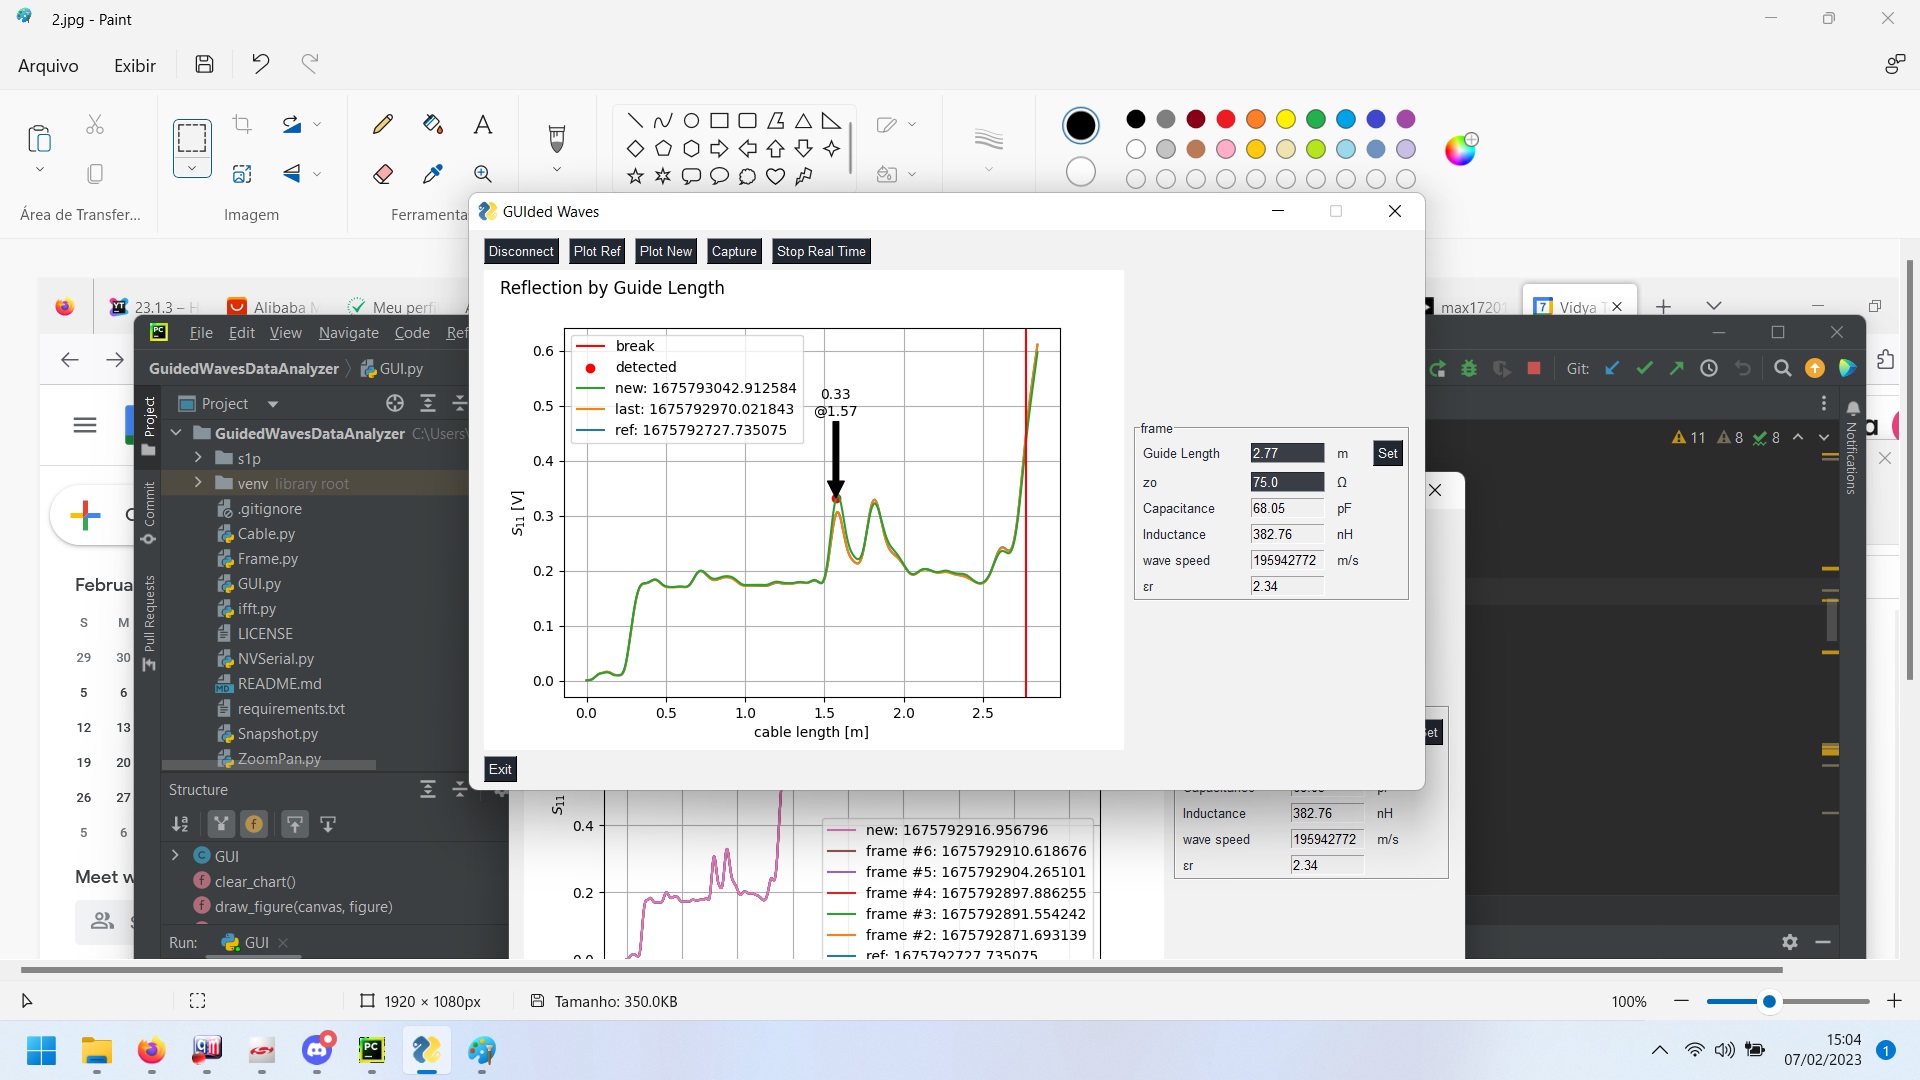 2.jpg - Paint
Arquivo
Exibir
Área de Transfer...
Imagem
Ferramenta
GUIded Waves
Disconnect
Plot Ref
Plot New
Capture
Stop Real Time
Reflection by Guide Length
break
detected
new: 1675793042.912584
last: 1675792970.021843
ref: 1675792727.735075
0.33
@1.57
0.6
0.5
0.4
0.3
0.2
0.1
0.0
S11 [V]
0.0 0.5 1.0 1.5 2.0 2.5
cable length [m]
frame
Guide Length 2.77 m Set
zo 75.0 Ω
Capacitance 68.05 pF
Inductance 382.76 nH
wave speed 195942772 m/s
εr 2.34
Exit
23.1.3 –
Alibaba
Meu perfi
max17201
Vidya
File Edit View Navigate Code Ref
GuidedWavesDataAnalyzer GUI.py
Git:
Project
Project
GuidedWavesDataAnalyzer C:\Users\
s1p
venv library root
.gitignore
Cable.py
Frame.py
GUI.py
ifft.py
LICENSE
NVSerial.py
README.md
requirements.txt
Snapshot.py
ZoomPan.py
Commit
Pull Requests
Structure
GUI
clear_chart()
draw_figure(canvas, figure)
Run: GUI
11 8 8
Notifications
Februa
S M
29 30
5 6
12 13
19 20
26 27
5 6
Meet w
S11
0.4
0.2
0.0
new: 1675792916.956796
frame #6: 1675792910.618676
frame #5: 1675792904.265101
frame #4: 1675792897.886255
frame #3: 1675792891.554242
frame #2: 1675792871.693139
ref: 1675792727.735075
et
Inductance 382.76 nH
wave speed 195942772 m/s
εr 2.34
1920 × 1080px
Tamanho: 350.0KB
100%
15:04
07/02/2023
1